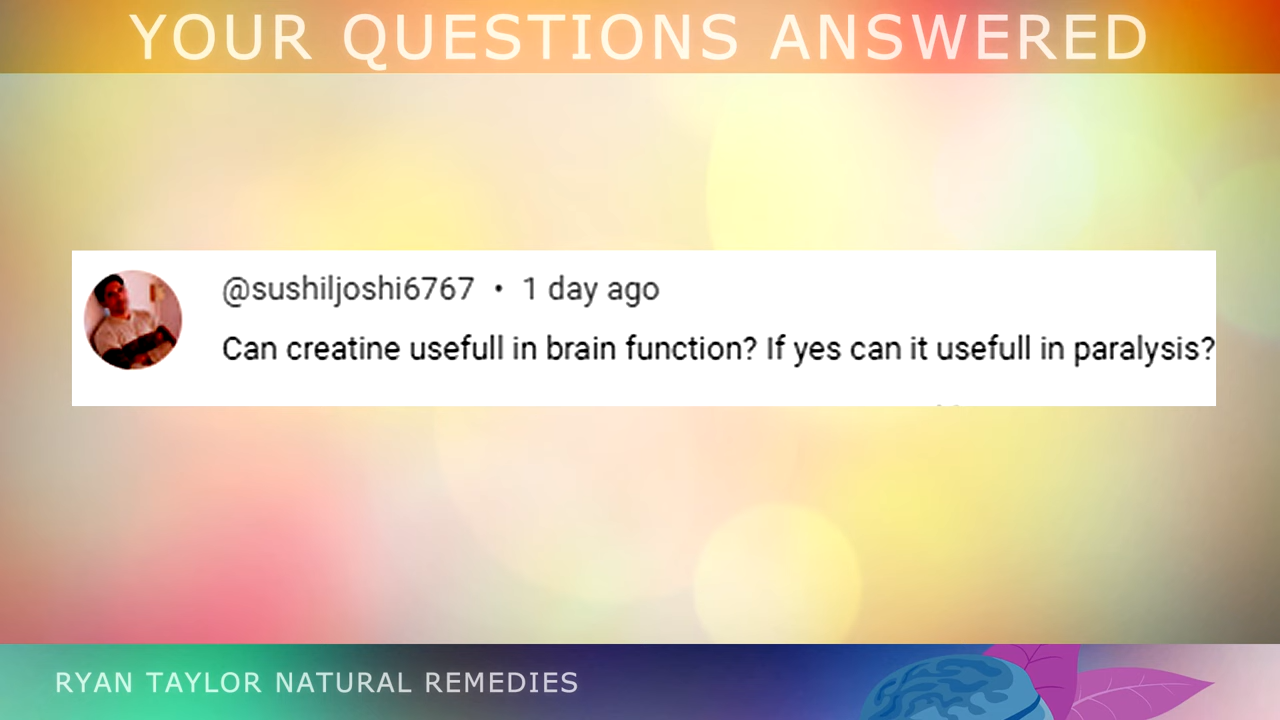 YOUR QUESTIONS ANSWERED
@sushiljoshi6767 • 1 day ago
Can creatine usefull in brain function? If yes can it usefull in paralysis?
RYAN TAYLOR NATURAL REMEDIES